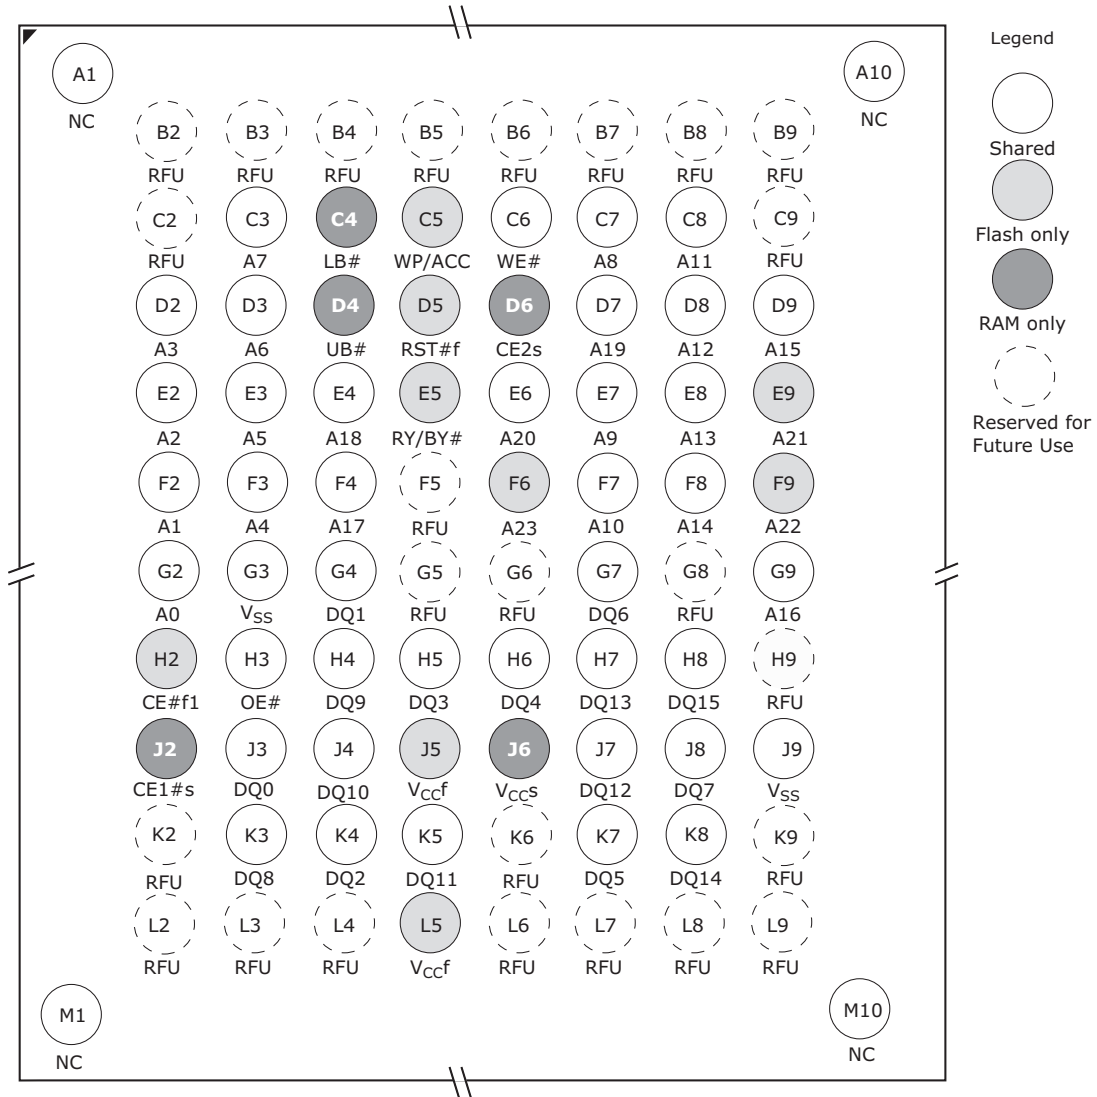 Legend
A1 A10
NC NC
Shared
Flash only
RAM only
Reserved for
Future Use
B2 B3 B4 B5 B6 B7 B8 B9
RFU RFU RFU RFU RFU RFU RFU RFU
C2 C3 C4 C5 C6 C7 C8 C9
RFU A7 LB# WP/ACC WE# A8 A11 RFU
D2 D3 D4 D5 D6 D7 D8 D9
A3 A6 UB# RST#f CE2s A19 A12 A15
E2 E3 E4 E5 E6 E7 E8 E9
A2 A5 A18 RY/BY# A20 A9 A13 A21
F2 F3 F4 F5 F6 F7 F8 F9
A1 A4 A17 RFU A23 A10 A14 A22
G2 G3 G4 G5 G6 G7 G8 G9
A0 VSS DQ1 RFU RFU DQ6 RFU A16
H2 H3 H4 H5 H6 H7 H8 H9
CE#f1 OE# DQ9 DQ3 DQ4 DQ13 DQ15 RFU
J2 J3 J4 J5 J6 J7 J8 J9
CE1#s DQ0 DQ10 VCCf VCCs DQ12 DQ7 VSS
K2 K3 K4 K5 K6 K7 K8 K9
RFU DQ8 DQ2 DQ11 RFU DQ5 DQ14 RFU
L2 L3 L4 L5 L6 L7 L8 L9
RFU RFU RFU VCCf RFU RFU RFU RFU
M1 M10
NC NC